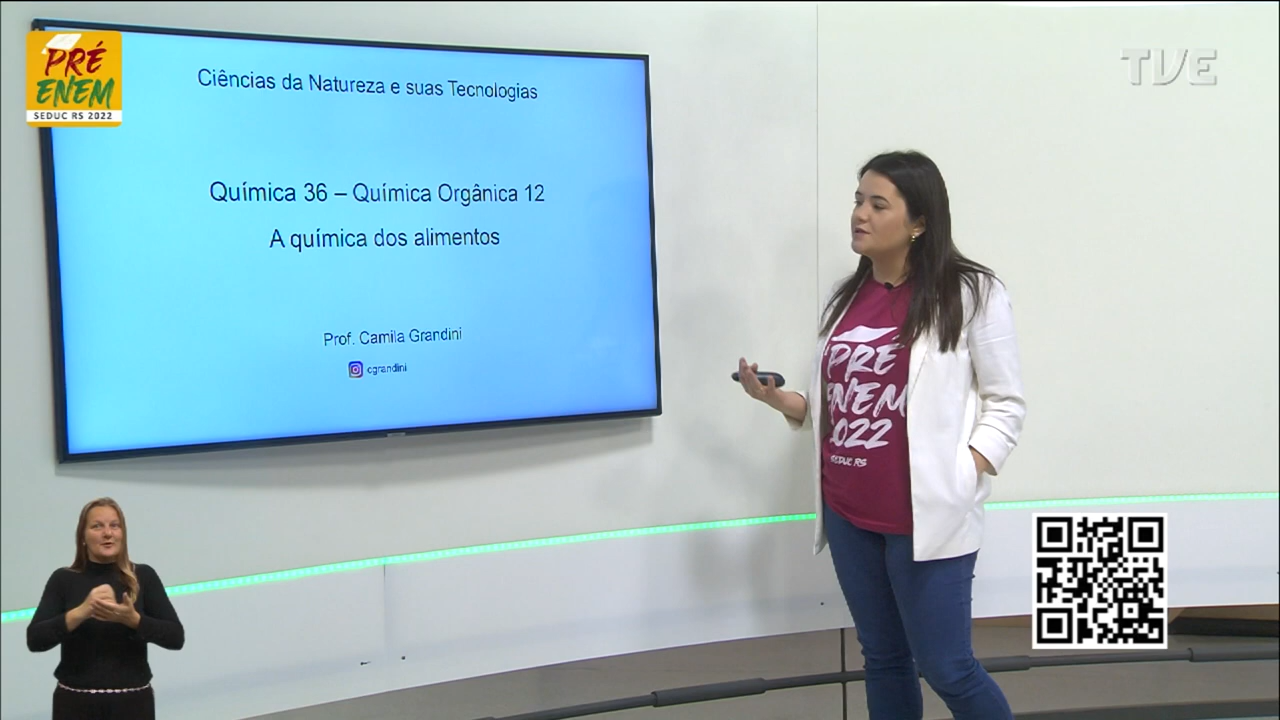 PRÉ
ENEM
SEDUC RS 2022
Ciências da Natureza e suas Tecnologias
Química 36 – Química Orgânica 12
A química dos alimentos
Prof. Camila Grandini
cgrandini
TVE
PRÉ
ENEM
2022
SEDUC RS